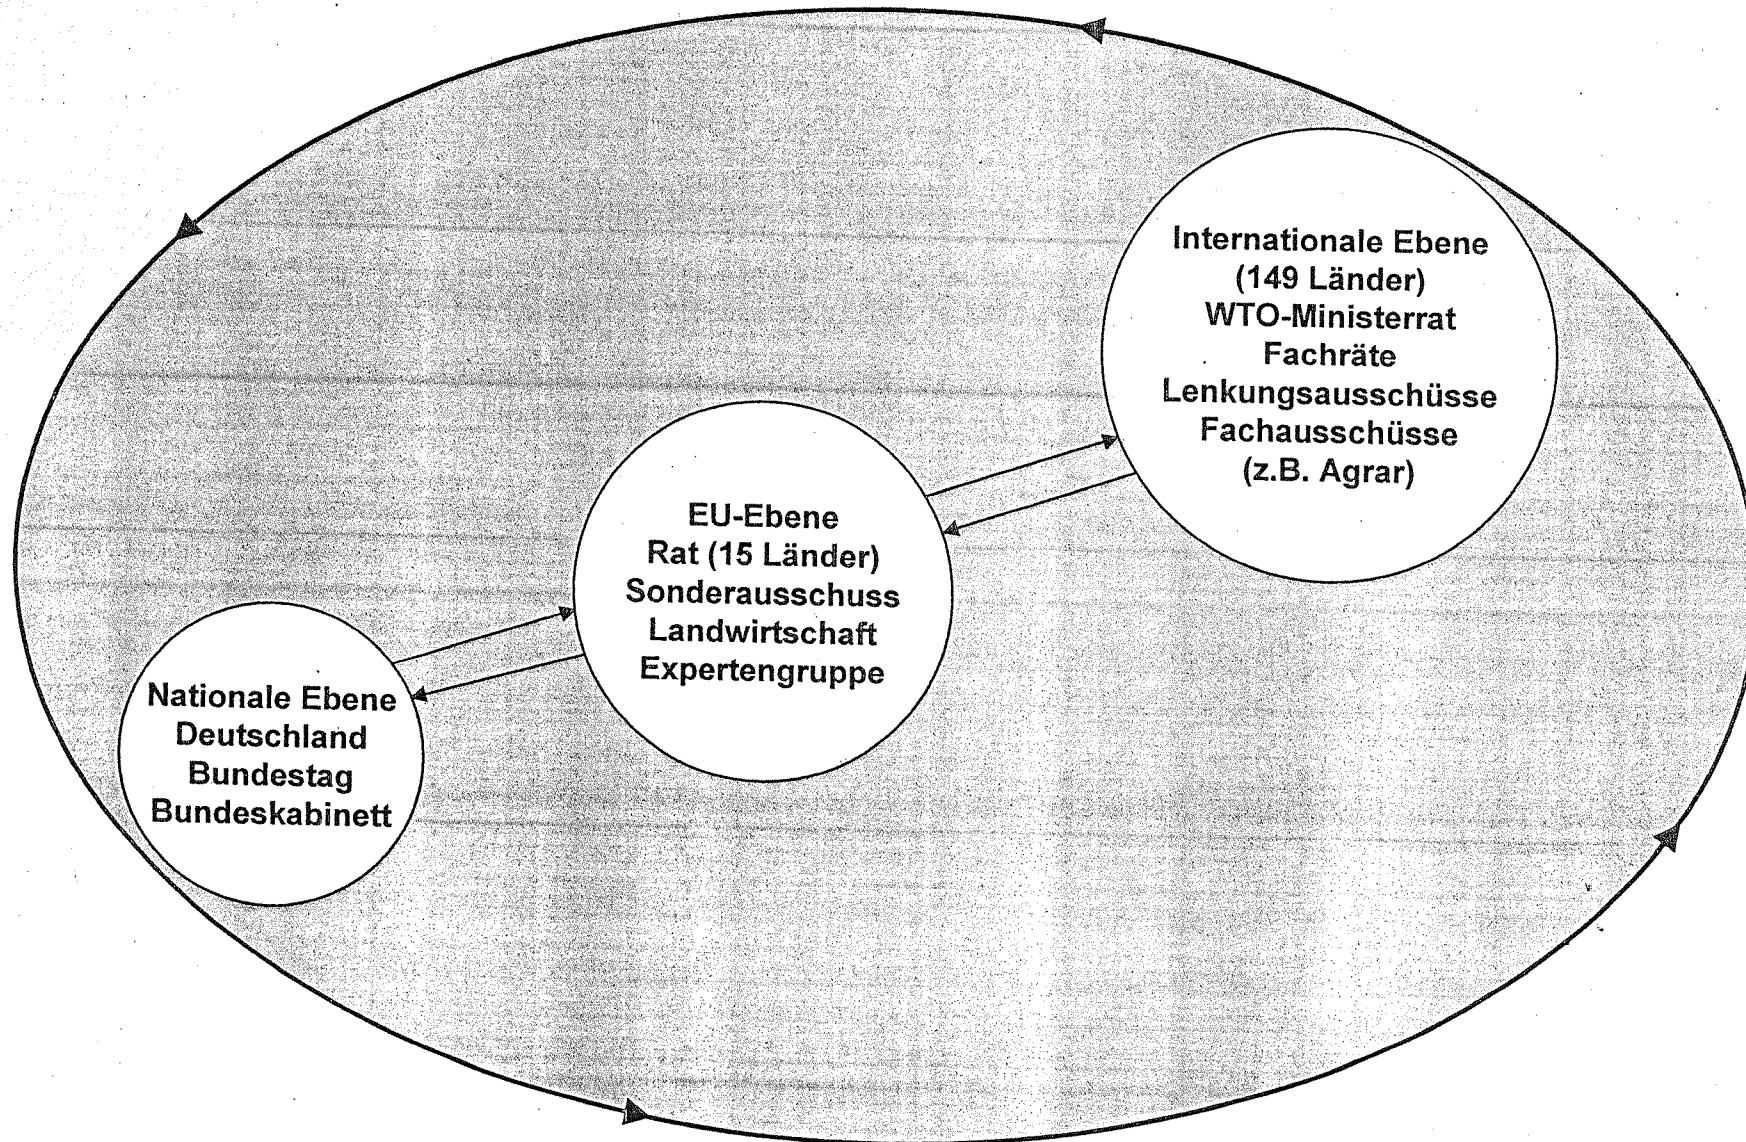 Internationale Ebene
(149 Länder)
WTO-Ministerrat
Fachräte
Lenkungsausschüsse
Fachausschüsse
(z.B. Agrar)
EU-Ebene
Rat (15 Länder)
Sonderausschuss
Landwirtschaft
Expertengruppe
Nationale Ebene
Deutschland
Bundestag
Bundeskabinett